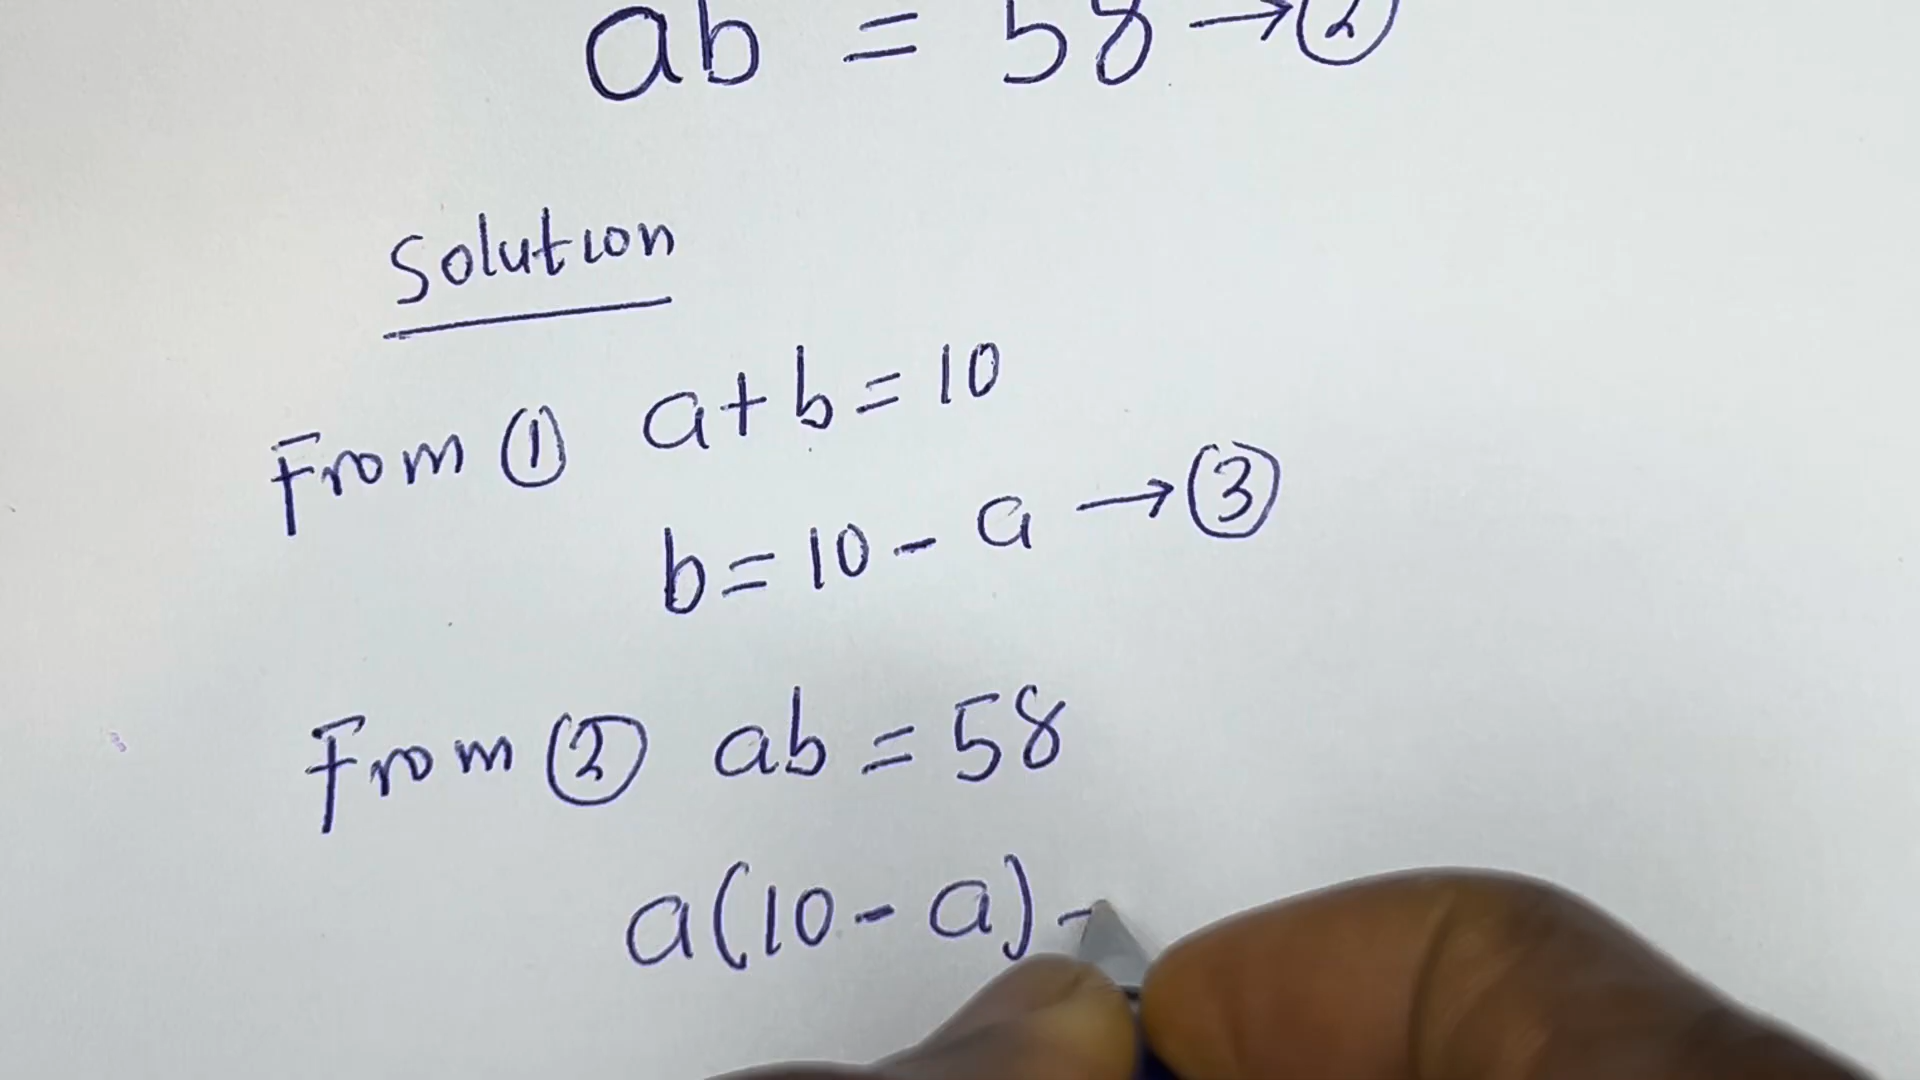 ab = 58 → ②
Solution
From ① a + b = 10
b = 10 - a → ③
From ② ab = 58
a(10 - a) -